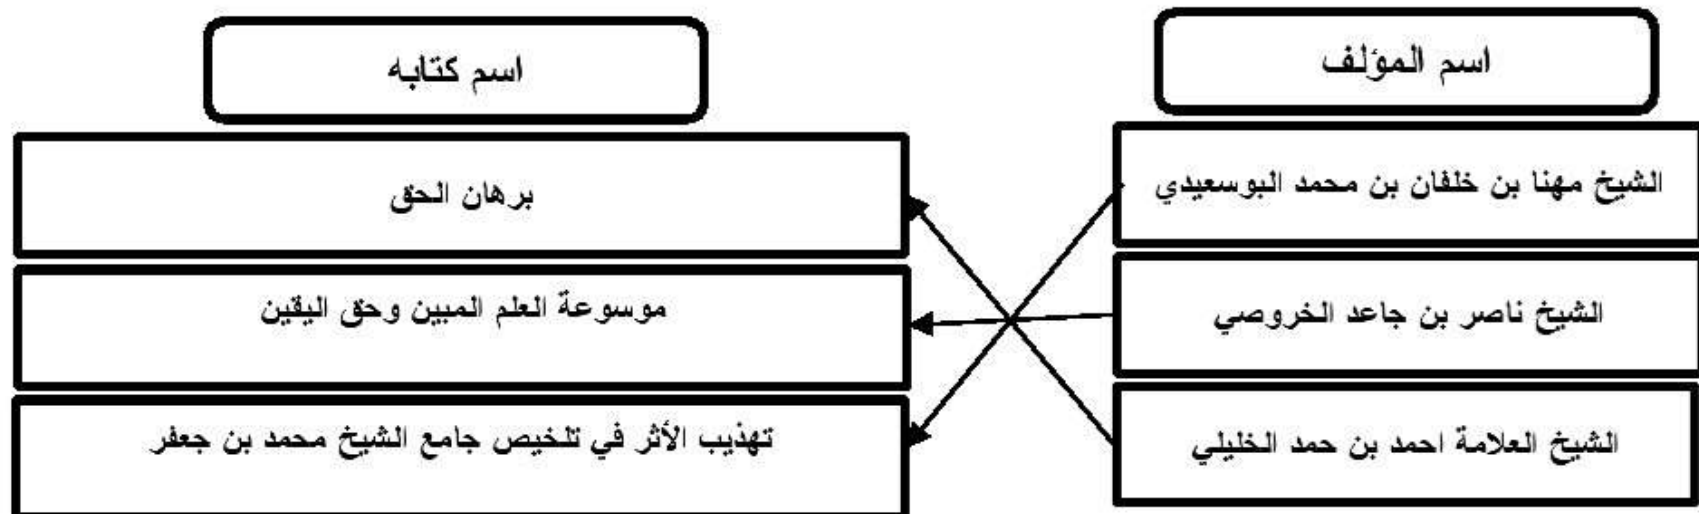 اسم المؤلف
اسم كتابه
الشيخ مهنا بن خلفان بن محمد البوسعيدي
برهان الحق
الشيخ ناصر بن جاعد الخروصي
موسوعة العلم المبين وحق اليقين
الشيخ العلامة احمد بن حمد الخليلي
تهذيب الأثر في تلخيص جامع الشيخ محمد بن جعفر